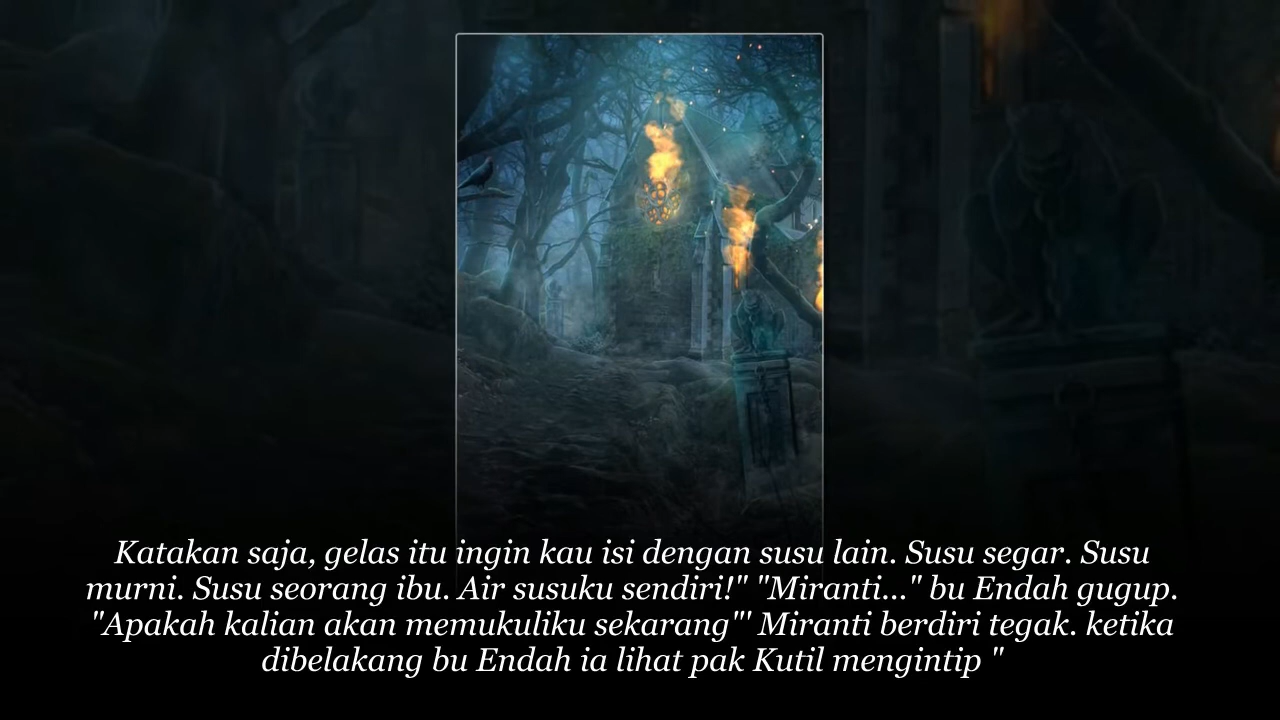 Katakan saja, gelas itu ingin kau isi dengan susu lain. Susu segar. Susu
murni. Susu seorang ibu. Air susuku sendiri!" "Miranti..." bu Endah gugup.
"Apakah kalian akan memukuliku sekarang"' Miranti berdiri tegak. ketika
dibelakang bu Endah ia lihat pak Kutil mengintip "